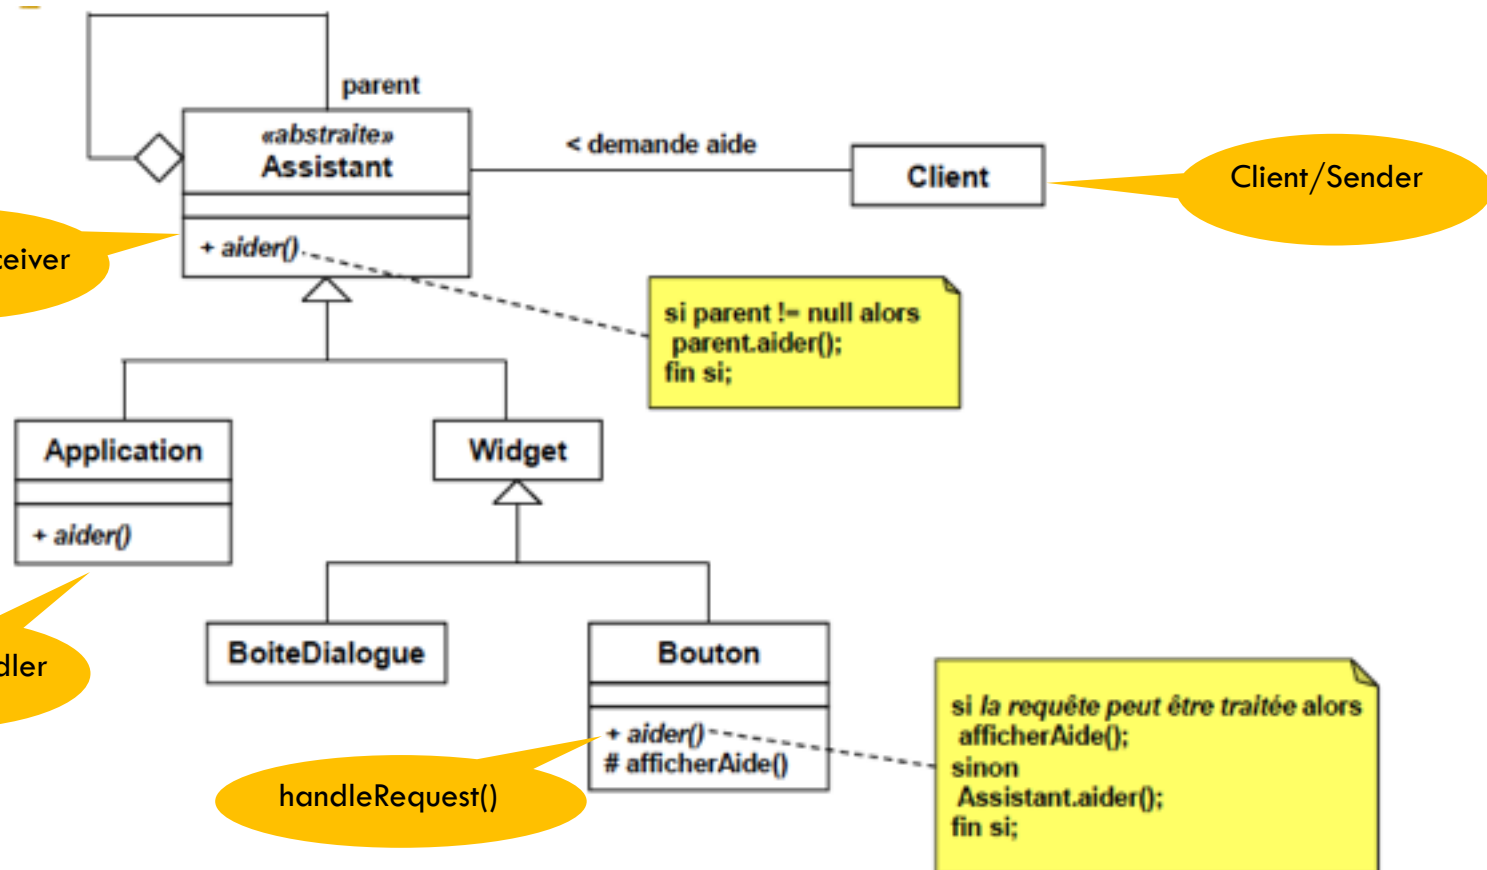 parent
«abstraite»
Assistant
< demande aide
Client
Client/Sender
ceiver
+ aider()
si parent != null alors
parent.aider();
fin si;
Application
Widget
+ aider()
dler
BoiteDialogue
Bouton
+ aider()
# afficherAide()
handleRequest()
si la requête peut être traitée alors
afficherAide();
sinon
Assistant.aider();
fin si;